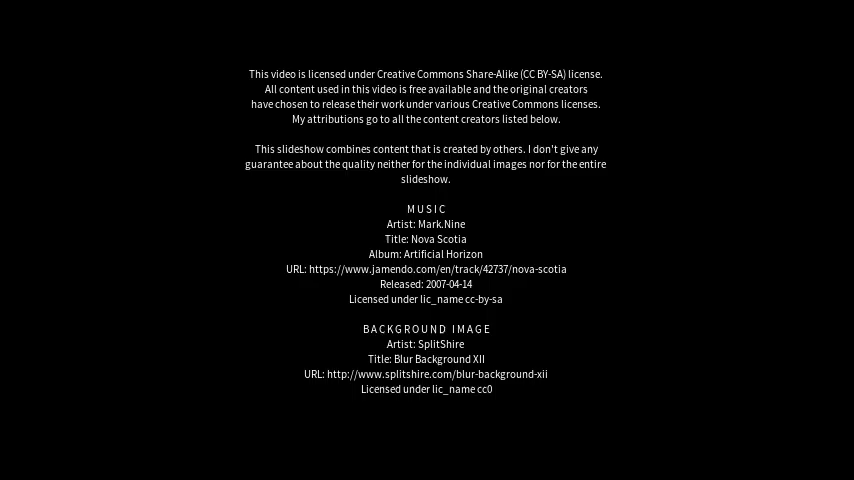 This video is licensed under Creative Commons Share-Alike (CC BY-SA) license.
All content used in this video is free available and the original creators
have chosen to release their work under various Creative Commons licenses.
My attributions go to all the content creators listed below.
This slideshow combines content that is created by others. I don't give any
guarantee about the quality neither for the individual images nor for the entire
slideshow.
MUSIC
Artist: Mark.Nine
Title: Nova Scotia
Album: Artificial Horizon
URL: https://www.jamendo.com/en/track/42737/nova-scotia
Released: 2007-04-14
Licensed under lic_name cc-by-sa
BACKGROUND IMAGE
Artist: SplitShire
Title: Blur Background XII
URL: http://www.splitshire.com/blur-background-xii
Licensed under lic_name cc0